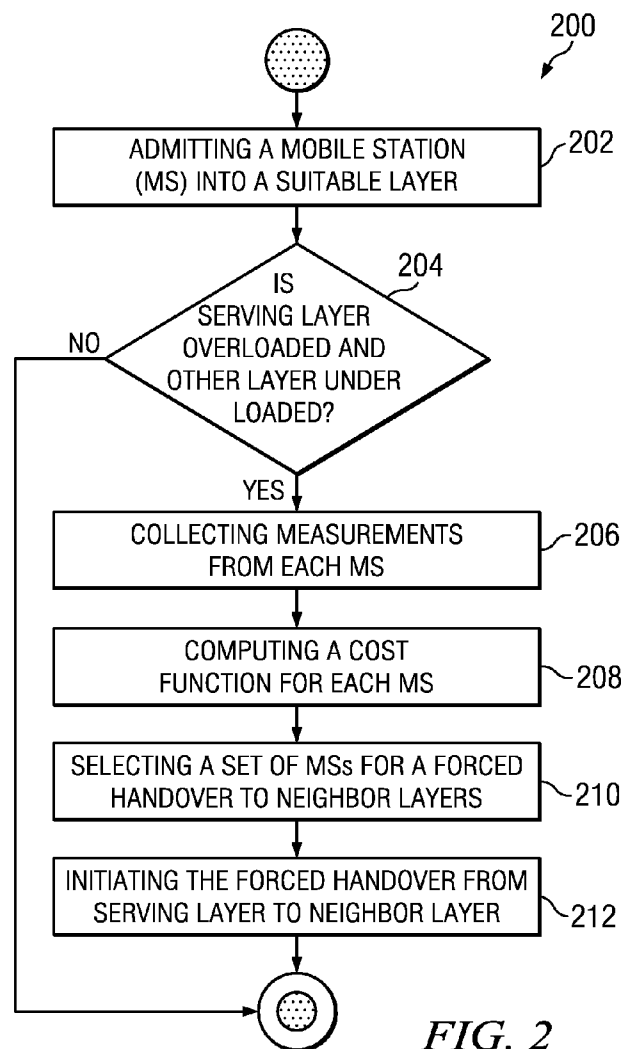 200
ADMITTING A MOBILE STATION
(MS) INTO A SUITABLE LAYER
202
204
IS
SERVING LAYER
OVERLOADED AND
OTHER LAYER UNDER
LOADED?
NO
YES
COLLECTING MEASUREMENTS
FROM EACH MS
206
COMPUTING A COST
FUNCTION FOR EACH MS
208
SELECTING A SET OF MSs FOR A FORCED
HANDOVER TO NEIGHBOR LAYERS
210
INITIATING THE FORCED HANDOVER FROM
SERVING LAYER TO NEIGHBOR LAYER
212
FIG. 2